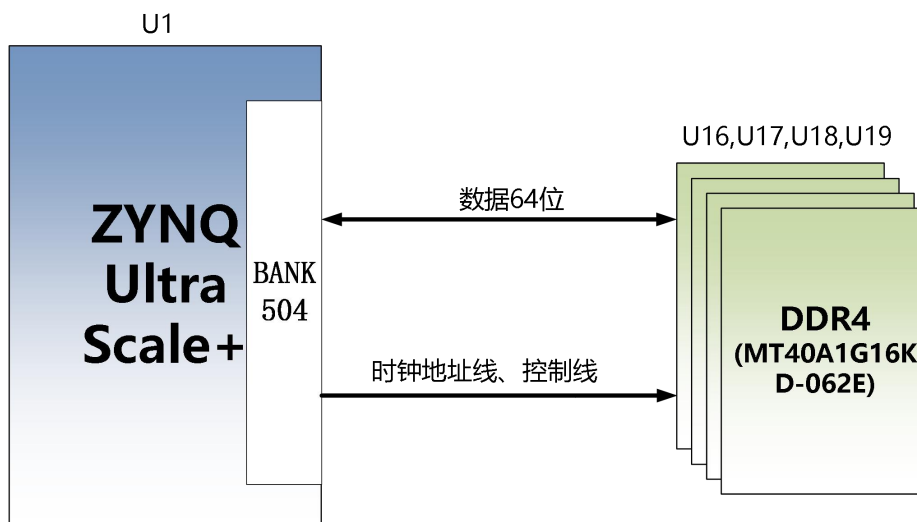 U1
U16,U17,U18,U19
数据64位
ZYNQ
Ultra
Scale+
BANK
504
DDR4
(MT40A1G16K
D-062E)
时钟地址线、控制线